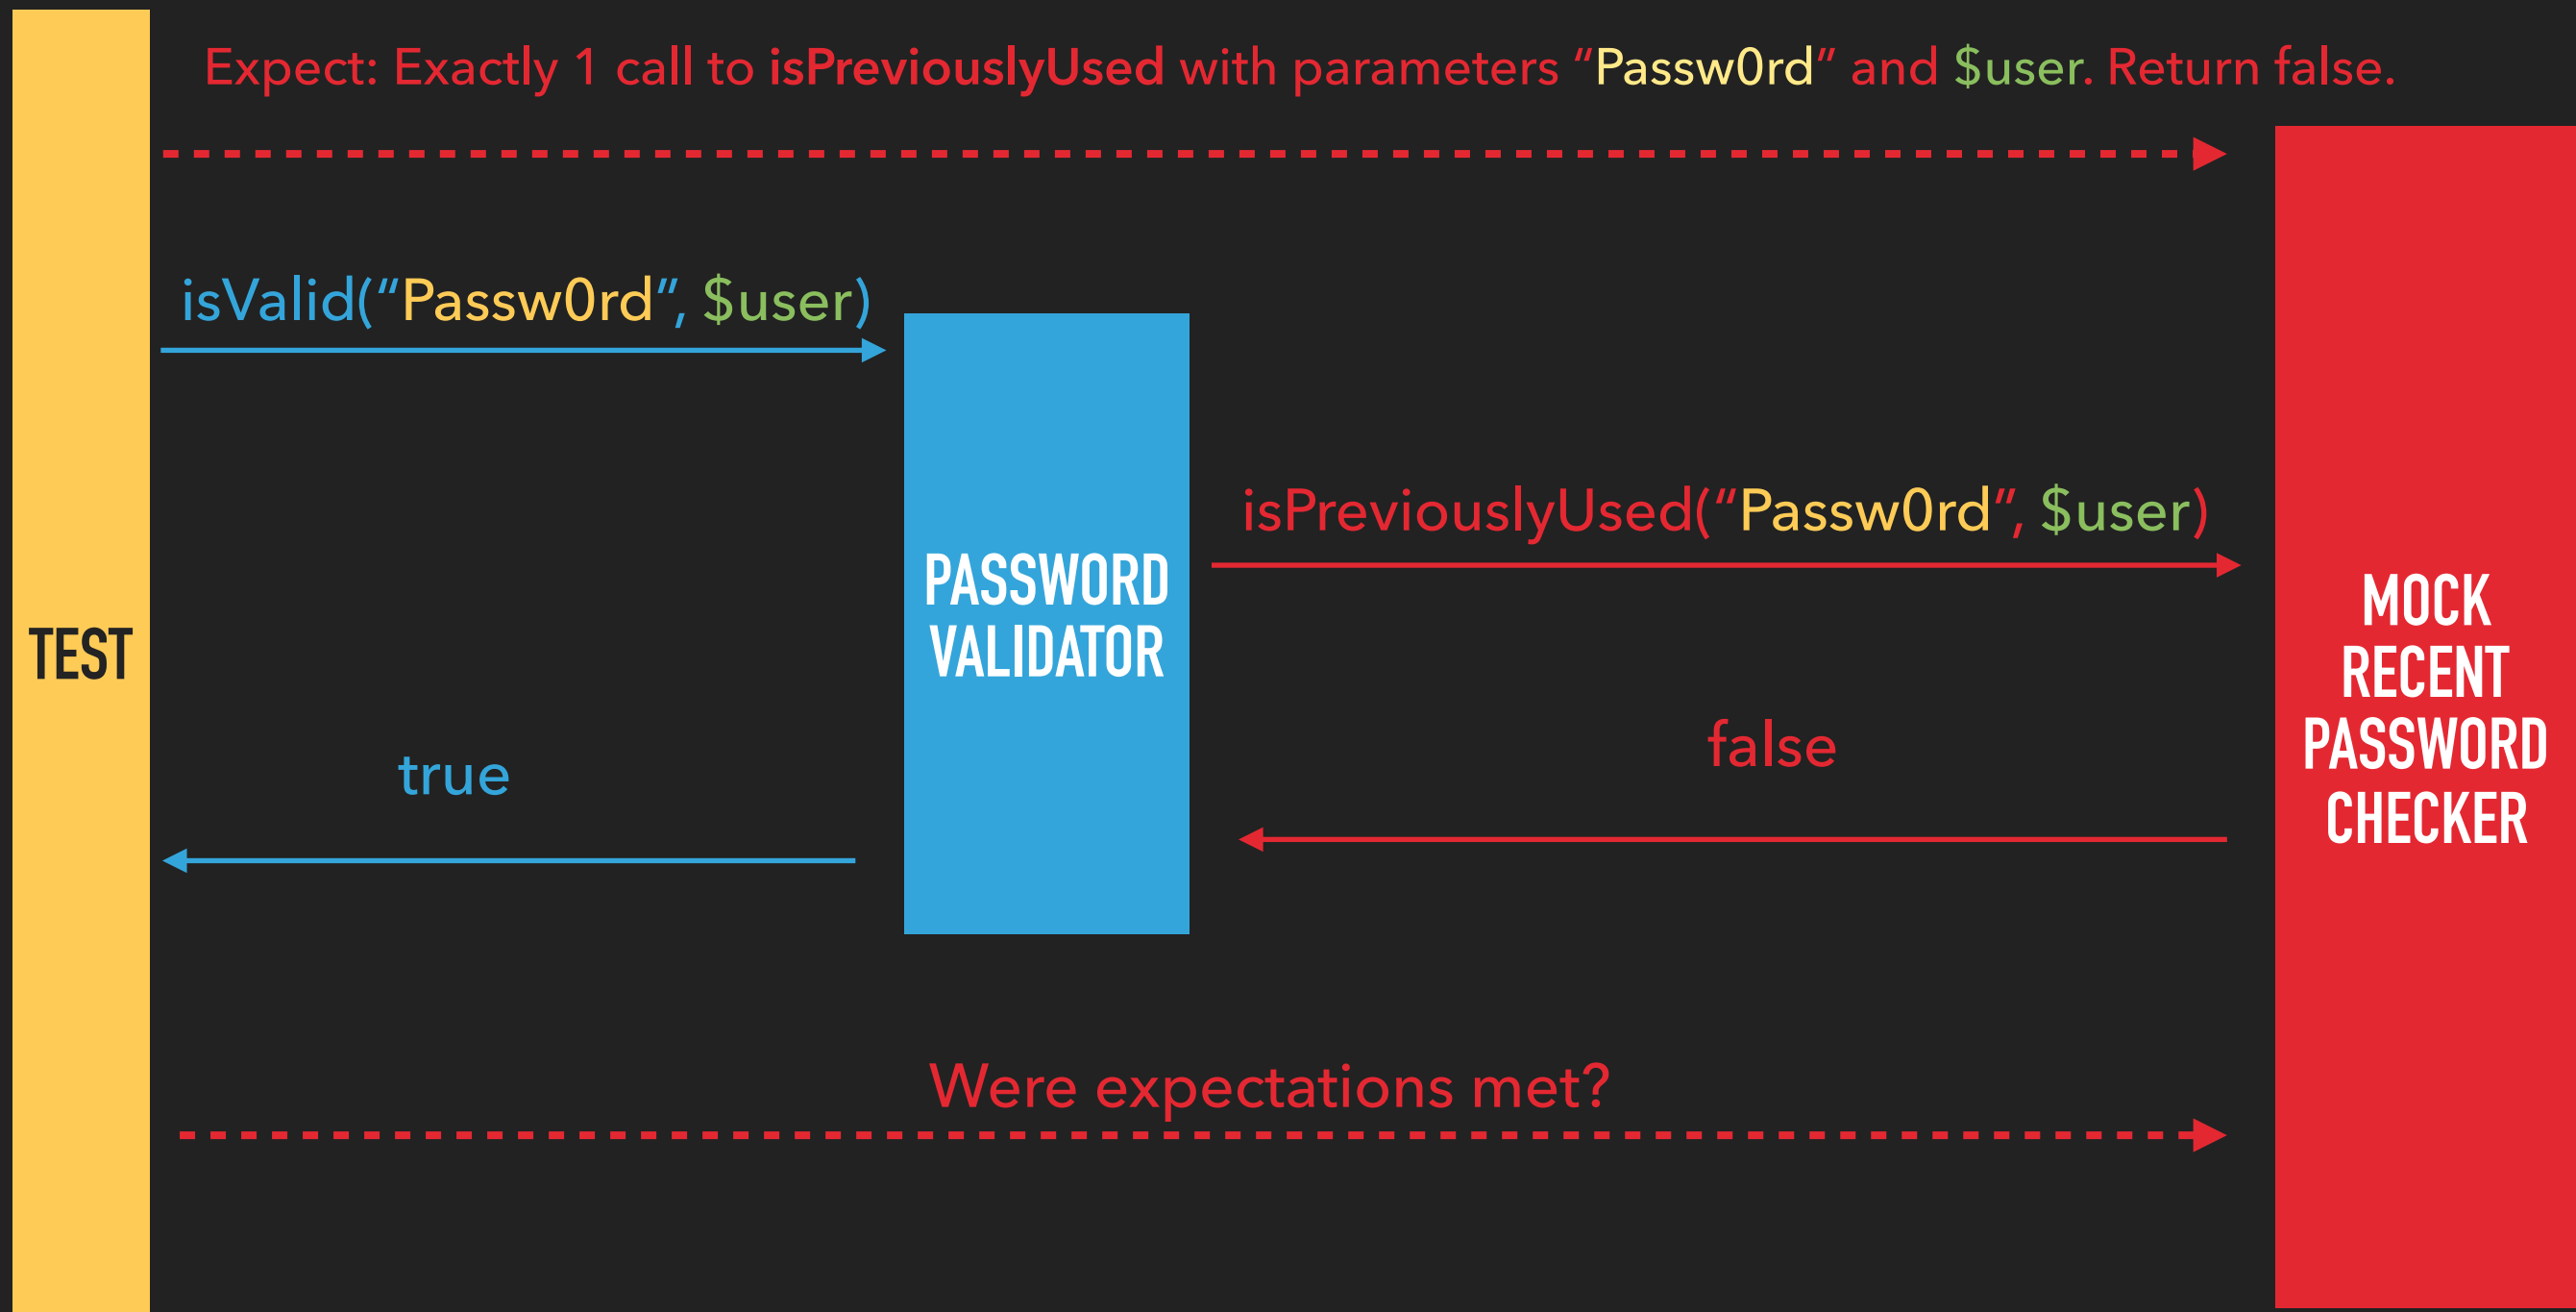 Expect: Exactly 1 call to isPreviouslyUsed with parameters “Passw0rd” and $user. Return false.
isValid(“Passw0rd”, $user)
isPreviouslyUsed(“Passw0rd”, $user)
TEST
PASSWORD
VALIDATOR
MOCK
RECENT
PASSWORD
CHECKER
false
true
Were expectations met?